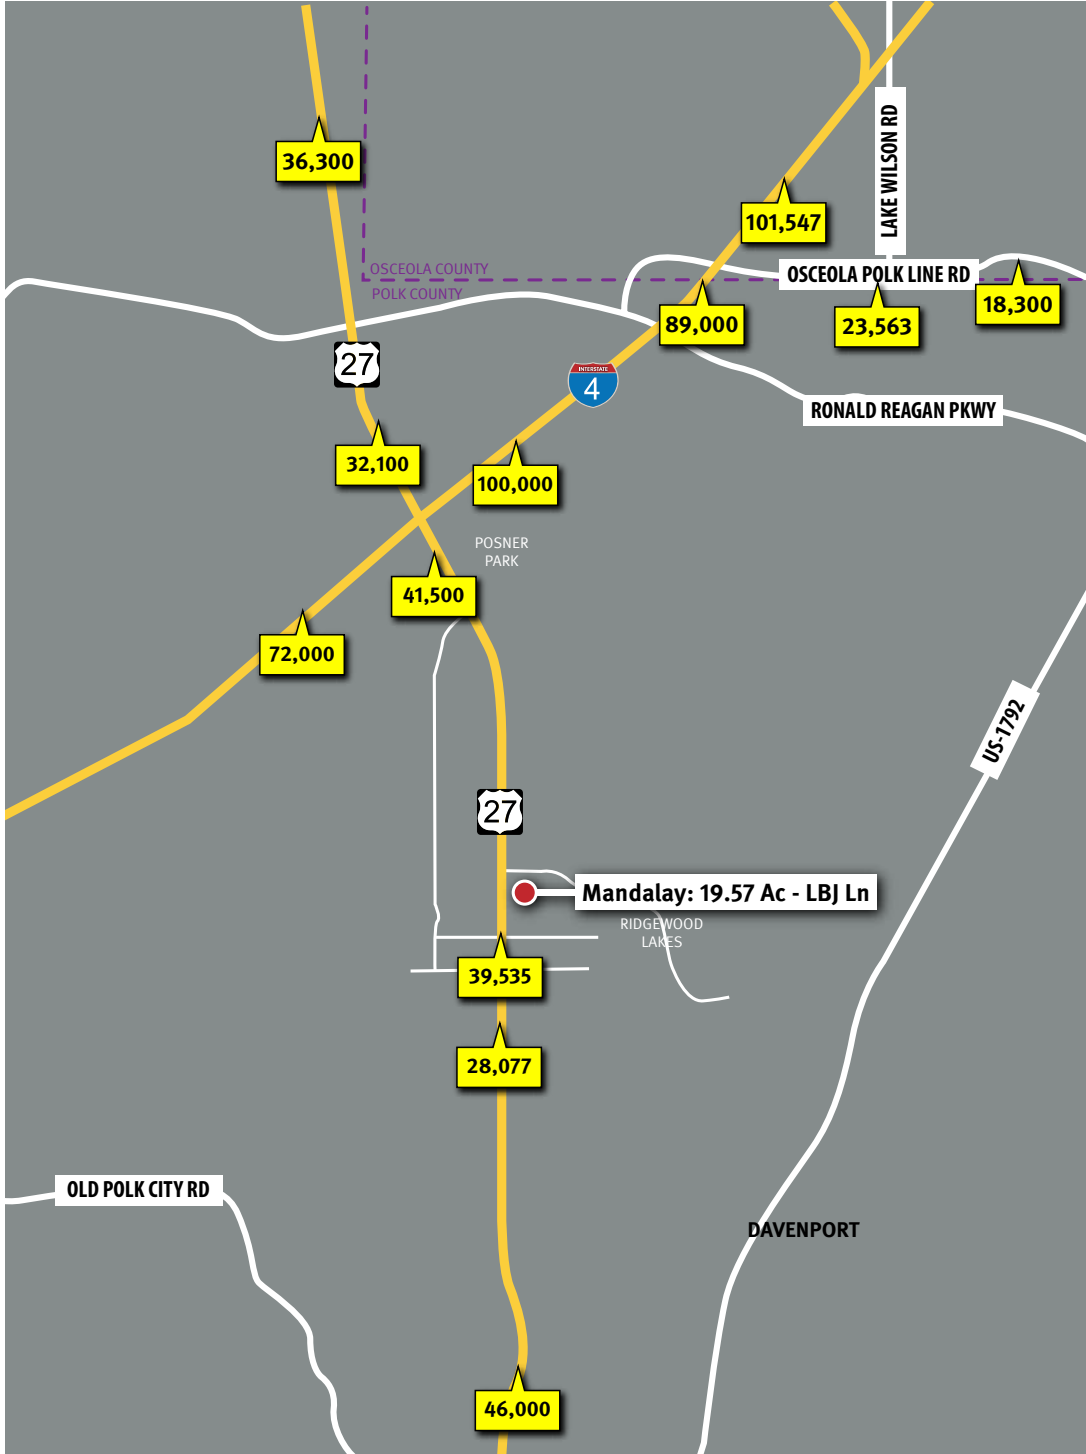 36,300
LAKE WILSON RD
101,547
OSCEOLA COUNTY
POLK COUNTY
OSCEOLA POLK LINE RD
18,300
89,000
23,563
27
INTERSTATE
4
RONALD REAGAN PKWY
32,100
100,000
POSNER
PARK
41,500
72,000
US-1792
27
Mandalay: 19.57 Ac - LBJ Ln
RIDGEWOOD
LAKES
39,535
28,077
OLD POLK CITY RD
DAVENPORT
46,000